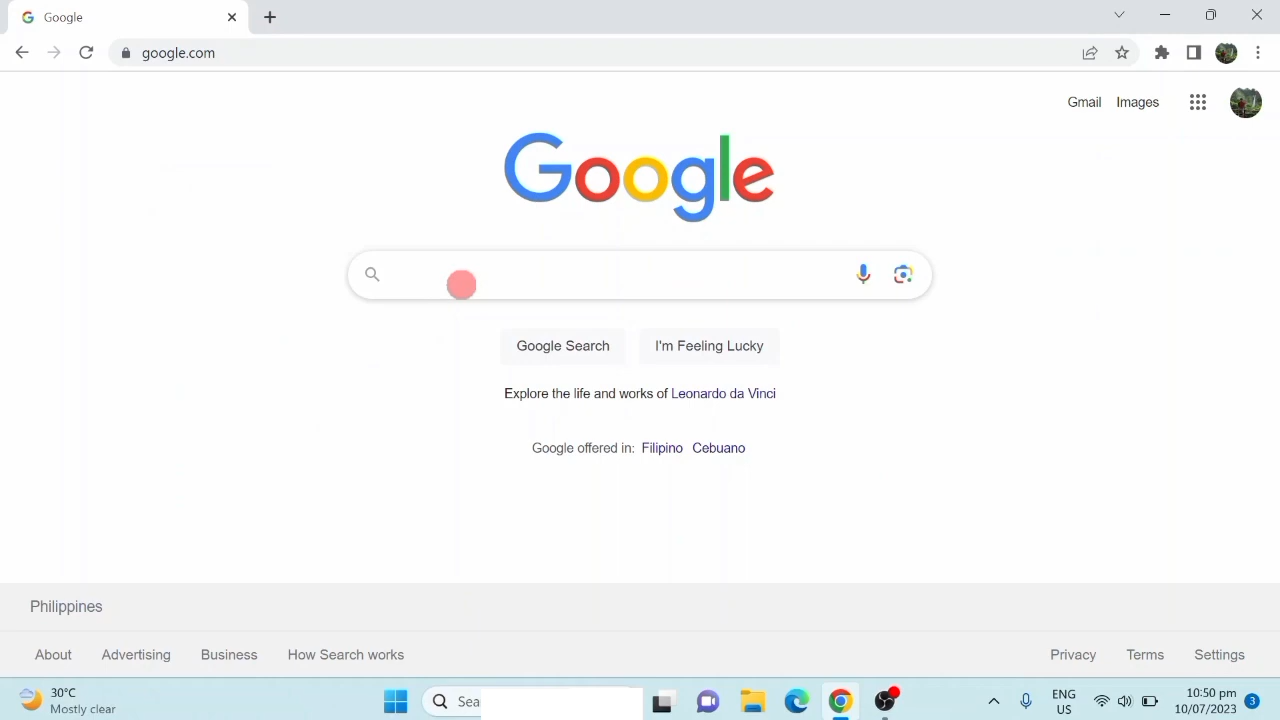 Google
google.com
Gmail Images
Google
Google Search I'm Feeling Lucky
Explore the life and works of Leonardo da Vinci
Google offered in: Filipino Cebuano
Philippines
About Advertising Business How Search works Privacy Terms Settings
30°C
Mostly clear
Sea
ENG
US
10:50 pm
10/07/2023
3